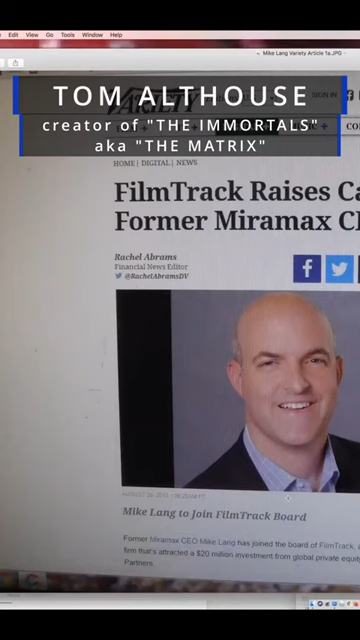 Edit View Go Tools Window Help
Mike Lang Variety Article 1a.JPG
TOM ALTHOUSE
creator of "THE IMMORTALS"
aka "THE MATRIX"
VARIETY
SIGN IN
HOME | DIGITAL | NEWS
FilmTrack Raises Ca
Former Miramax C
Rachel Abrams
Financial News Editor
@RachelAbramsDV
Mike Lang to Join FilmTrack Board
Former Miramax CEO Mike Lang has joined the board of FilmTrack, a
firm that's attracted a $20 million investment from global private equity
Partners.